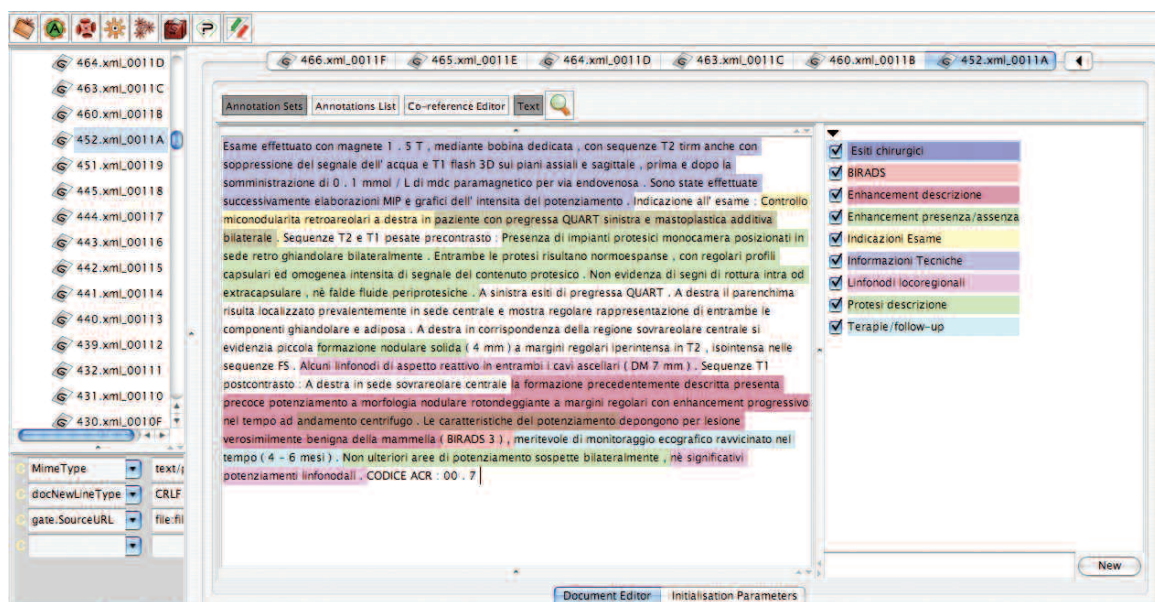 464.xml_0011D
463.xml_0011C
460.xml_0011B
452.xml_0011A
451.xml_00119
445.xml_00118
444.xml_00117
443.xml_00116
442.xml_00115
441.xml_00114
440.xml_00113
439.xml_00112
432.xml_00111
431.xml_00110
430.xml_0010F
MimeType text/
docNewLineType CRLF
gate.SourceURL file:fil
466.xml_0011F 465.xml_0011E 464.xml_0011D 463.xml_0011C 460.xml_0011B 452.xml_0011A
Annotation Sets Annotations List Co-reference Editor Text
Esame effettuato con magnete 1 . 5 T , mediante bobina dedicata , con sequenze T2 tirm anche con
soppressione del segnale dell' acqua e T1 flash 3D sui piani assiali e sagittale , prima e dopo la
somministrazione di 0 . 1 mmol / L di mdc paramagnetico per via endovenosa . Sono state effettuate
successivamente elaborazioni MIP e grafici dell' intensita del potenziamento . Indicazione all' esame : Controllo
miconodularita retroareolari a destra in paziente con pregressa QUART sinistra e mastoplastica additiva
bilaterale . Sequenze T2 e T1 pesate precontrasto : Presenza di impianti protesici monocamera posizionati in
sede retro ghiandolare bilateralmente . Entrambe le protesi risultano normoespanse , con regolari profili
capsulari ed omogenea intensita di segnale del contenuto protesico . Non evidenza di segni di rottura intra od
extracapsulare , nè falde fluide periprotesiche . A sinistra esiti di pregressa QUART . A destra il parenchima
risulta localizzato prevalentemente in sede centrale e mostra regolare rappresentazione di entrambe le
componenti ghiandolare e adiposa . A destra in corrispondenza della regione sovrareolare centrale si
evidenzia piccola formazione nodulare solida ( 4 mm ) a margini regolari iperintensa in T2 , isointensa nelle
sequenze FS . Alcuni linfonodi di aspetto reattivo in entrambi i cavi ascellari ( DM 7 mm ) . Sequenze T1
postcontrasto : A destra in sede sovrareolare centrale la formazione precedentemente descritta presenta
precoce potenziamento a morfologia nodulare rotondeggiante a margini regolari con enhancement progressivo
nel tempo ad andamento centrifugo . Le caratteristiche del potenziamento depongono per lesione
verosimilmente benigna della mammella ( BIRADS 3 ) , meritevole di monitoraggio ecografico ravvicinato nel
tempo ( 4 - 6 mesi ) . Non ulteriori aree di potenziamento sospette bilateralmente , nè significativi
potenziamenti linfonodali . CODICE ACR : 00 . 7
Esiti chirurgici
BIRADS
Enhancement descrizione
Enhancement presenza/assenza
Indicazioni Esame
Informazioni Tecniche
Linfonodi locoregionali
Protesi descrizione
Terapie/follow-up
New
Document Editor Initialisation Parameters